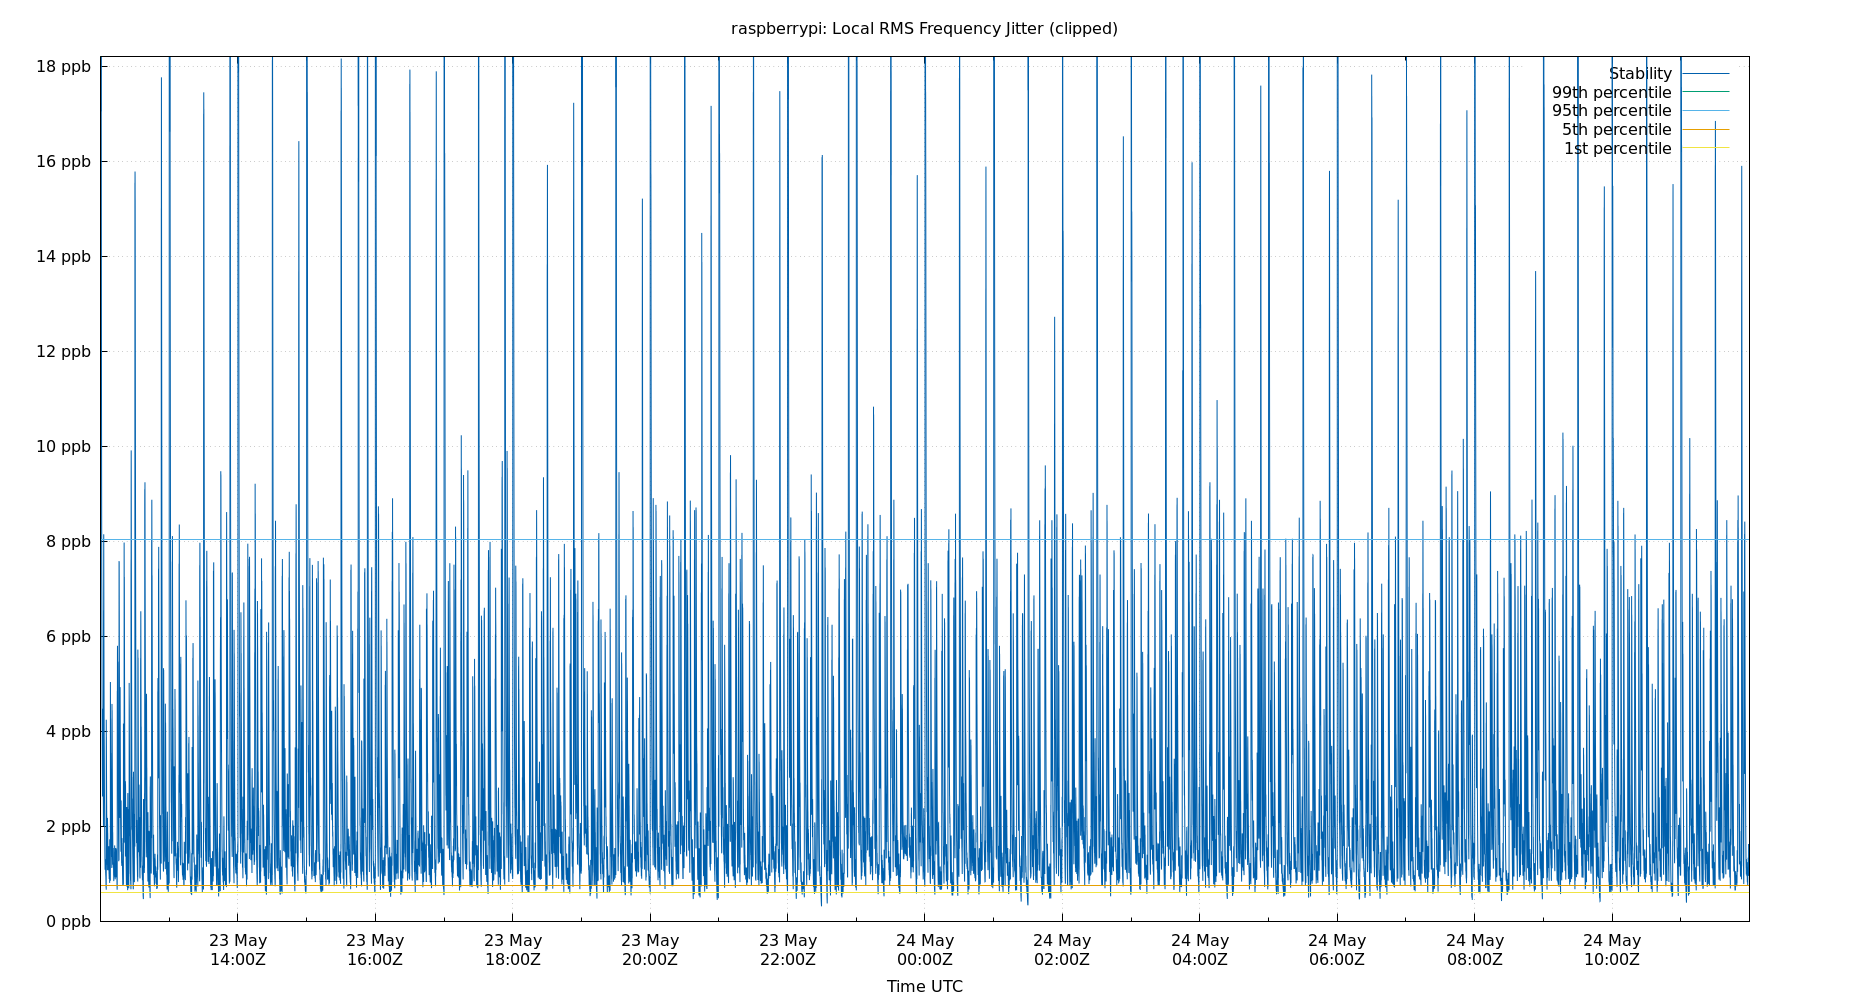 raspberrypi: Local RMS Frequency Jitter (clipped)
18 ppb
16 ppb
14 ppb
12 ppb
10 ppb
8 ppb
6 ppb
4 ppb
2 ppb
0 ppb
Stability
99th percentile
95th percentile
5th percentile
1st percentile
23 May 23 May 23 May 23 May 23 May 24 May 24 May 24 May 24 May 24 May 24 May
14:00Z 16:00Z 18:00Z 20:00Z 22:00Z 00:00Z 02:00Z 04:00Z 06:00Z 08:00Z 10:00Z
Time UTC